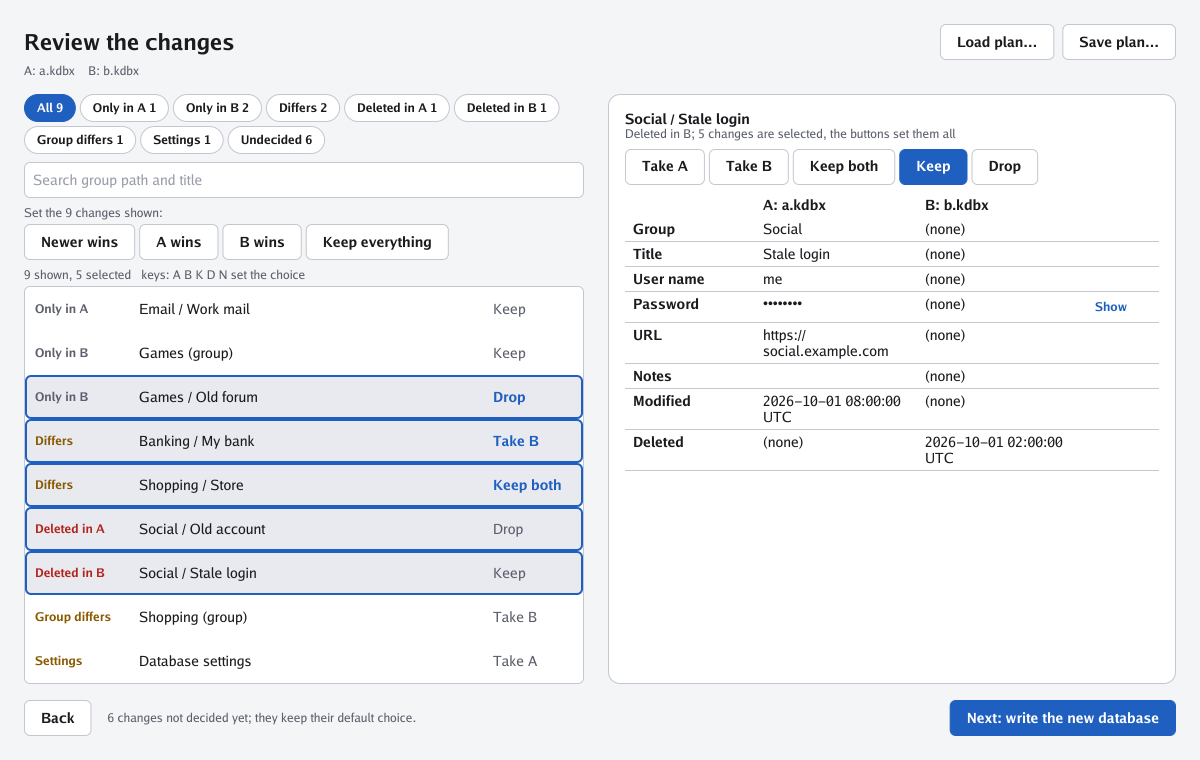 Review the changes
Load plan...
Save plan...
A: a.kdbx B: b.kdbx
All 9
Only in A 1
Only in B 2
Differs 2
Deleted in A 1
Deleted in B 1
Group differs 1
Settings 1
Undecided 6
Search group path and title
Set the 9 changes shown:
Newer wins
A wins
B wins
Keep everything
9 shown, 5 selected keys: A B K D N set the choice
Only in A Email / Work mail Keep
Only in B Games (group) Keep
Only in B Games / Old forum Drop
Differs Banking / My bank Take B
Differs Shopping / Store Keep both
Deleted in A Social / Old account Drop
Deleted in B Social / Stale login Keep
Group differs Shopping (group) Take B
Settings Database settings Take A
Social / Stale login
Deleted in B; 5 changes are selected, the buttons set them all
Take A
Take B
Keep both
Keep
Drop
A: a.kdbx B: b.kdbx
Group Social (none)
Title Stale login (none)
User name me (none)
Password •••••••• (none) Show
URL https:// (none)
social.example.com
Notes (none)
Modified 2026-10-01 08:00:00 (none)
UTC
Deleted (none) 2026-10-01 02:00:00
UTC
Back
6 changes not decided yet; they keep their default choice.
Next: write the new database